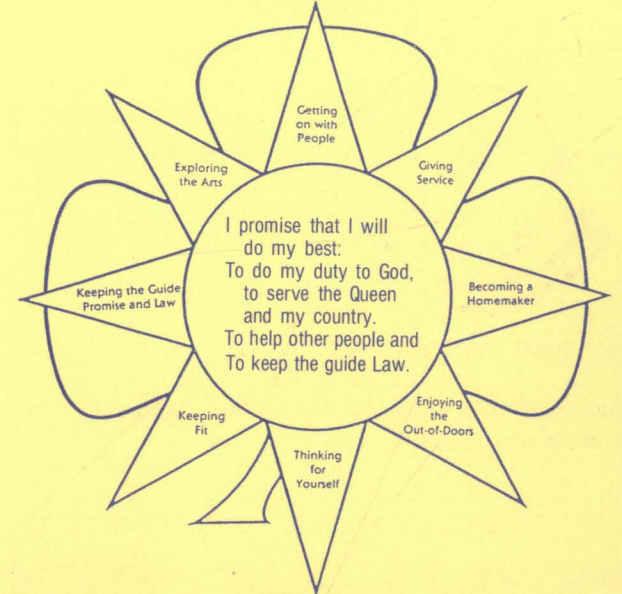 Getting
on with
People
Giving
Service
Becoming a
Homemaker
Enjoying
the
Out-of-Doors
Thinking
for
Yourself
Keeping
Fit
Keeping the Guide
Promise and Law
Exploring
the Arts
I promise that I will
do my best:
To do my duty to God,
to serve the Queen
and my country.
To help other people and
To keep the guide Law.